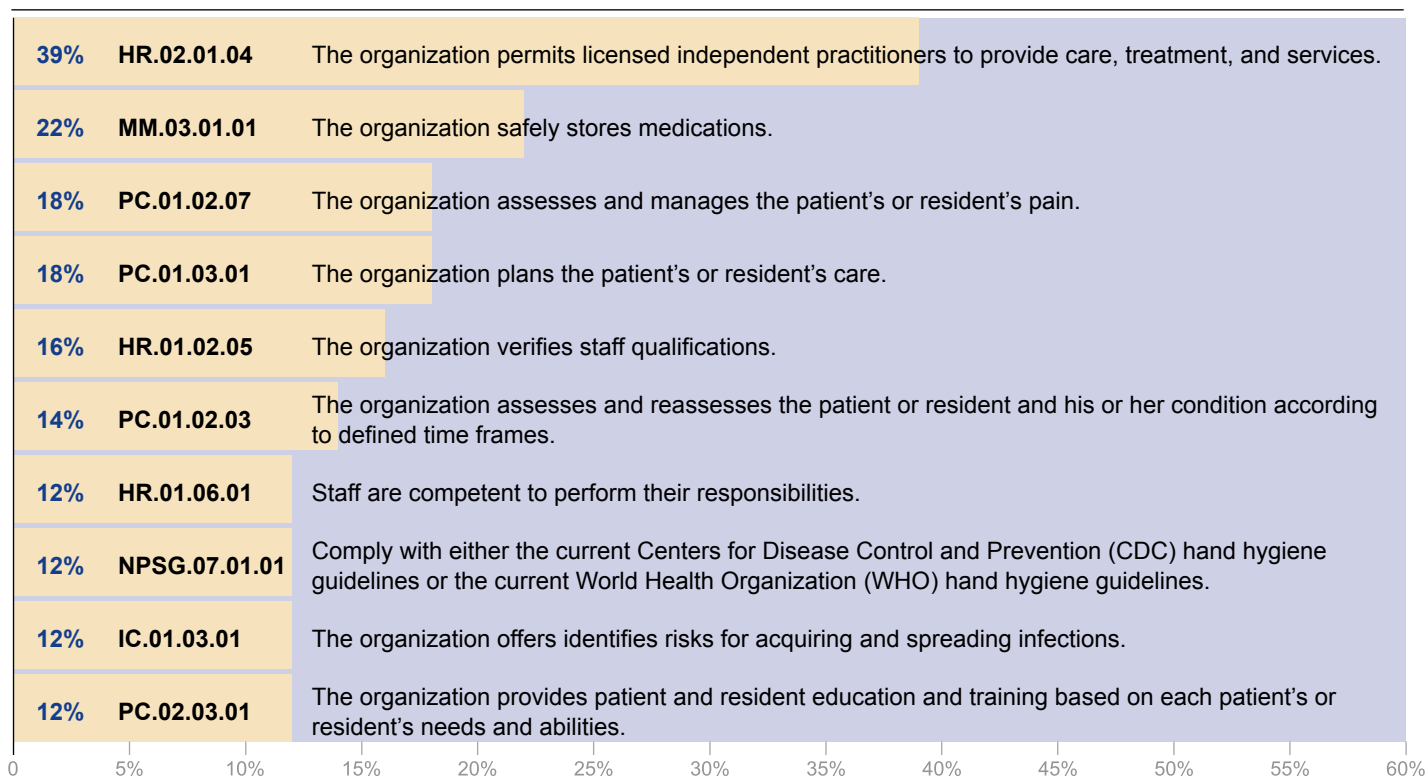 39% HR.02.01.04 The organization permits licensed independent practitioners to provide care, treatment, and services.
22% MM.03.01.01 The organization safely stores medications.
18% PC.01.02.07 The organization assesses and manages the patient’s or resident’s pain.
18% PC.01.03.01 The organization plans the patient’s or resident’s care.
16% HR.01.02.05 The organization verifies staff qualifications.
14% PC.01.02.03 The organization assesses and reassesses the patient or resident and his or her condition according
to defined time frames.
12% HR.01.06.01 Staff are competent to perform their responsibilities.
12% NPSG.07.01.01 Comply with either the current Centers for Disease Control and Prevention (CDC) hand hygiene
guidelines or the current World Health Organization (WHO) hand hygiene guidelines.
12% IC.01.03.01 The organization offers identifies risks for acquiring and spreading infections.
12% PC.02.03.01 The organization provides patient and resident education and training based on each patient’s or
resident’s needs and abilities.
0 5% 10% 15% 20% 25% 30% 35% 40% 45% 50% 55% 60%